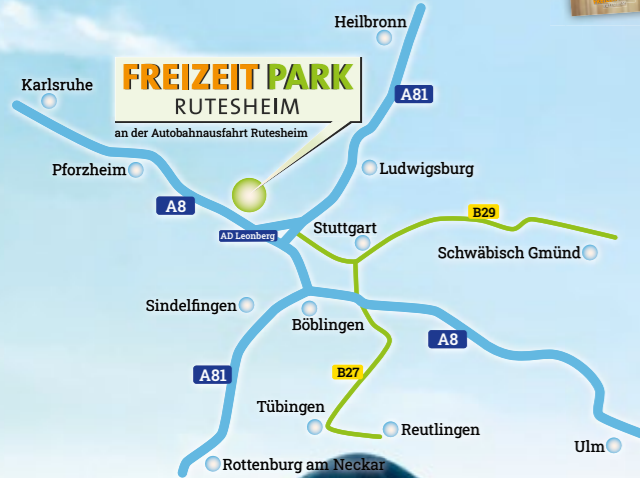 Heilbronn
FREIZEIT PARK
RUTESHEIM
an der Autobahnausfahrt Rutesheim
Karlsruhe
A81
Pforzheim
Ludwigsburg
A8
B29
AD Leonberg
Stuttgart
Schwäbisch Gmünd
Sindelfingen
Böblingen
A8
A81
B27
Tübingen
Reutlingen
Ulm
Rottenburg am Neckar